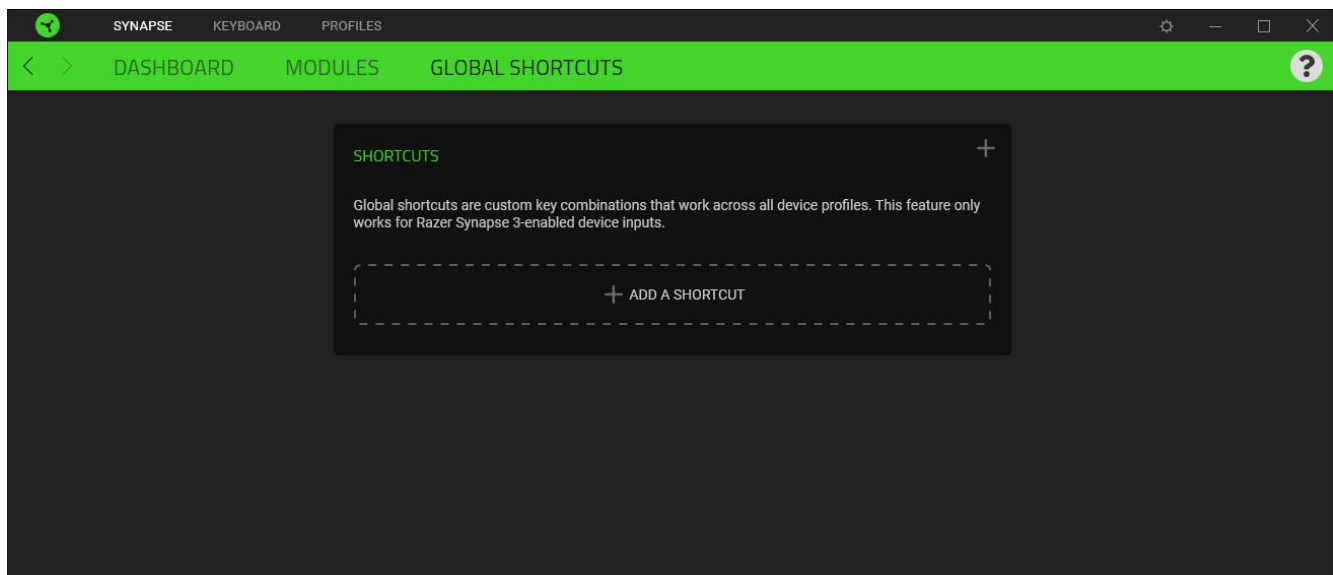 SYNAPSE KEYBOARD PROFILES
DASHBOARD MODULES GLOBAL SHORTCUTS ?
SHORTCUTS
Global shortcuts are custom key combinations that work across all device profiles. This feature only
works for Razer Synapse 3-enabled device inputs.
ADD A SHORTCUT